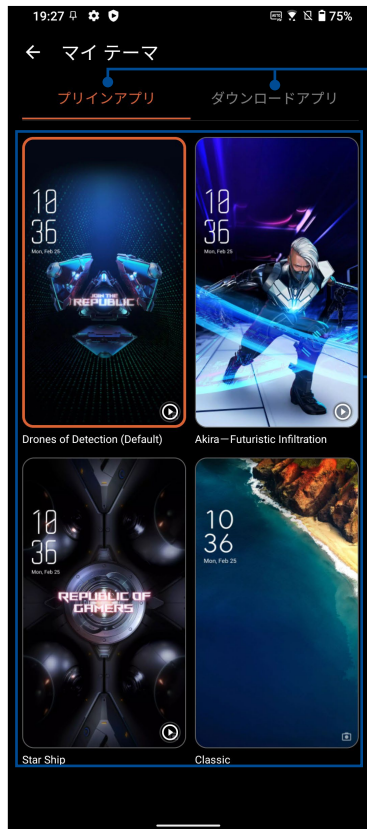 19:27
75%
マイ テーマ
プリインアプリ
ダウンロードアプリ
10
36
Mon, Feb 25
JOIN THE
REPUBLIC
10
36
Mon, Feb 25
Drones of Detection (Default)
Akira－Futuristic Infiltration
10
36
Mon, Feb 25
REPUBLIC OF
GAMERS
10
36
Mon, Feb 25
Star Ship
Classic